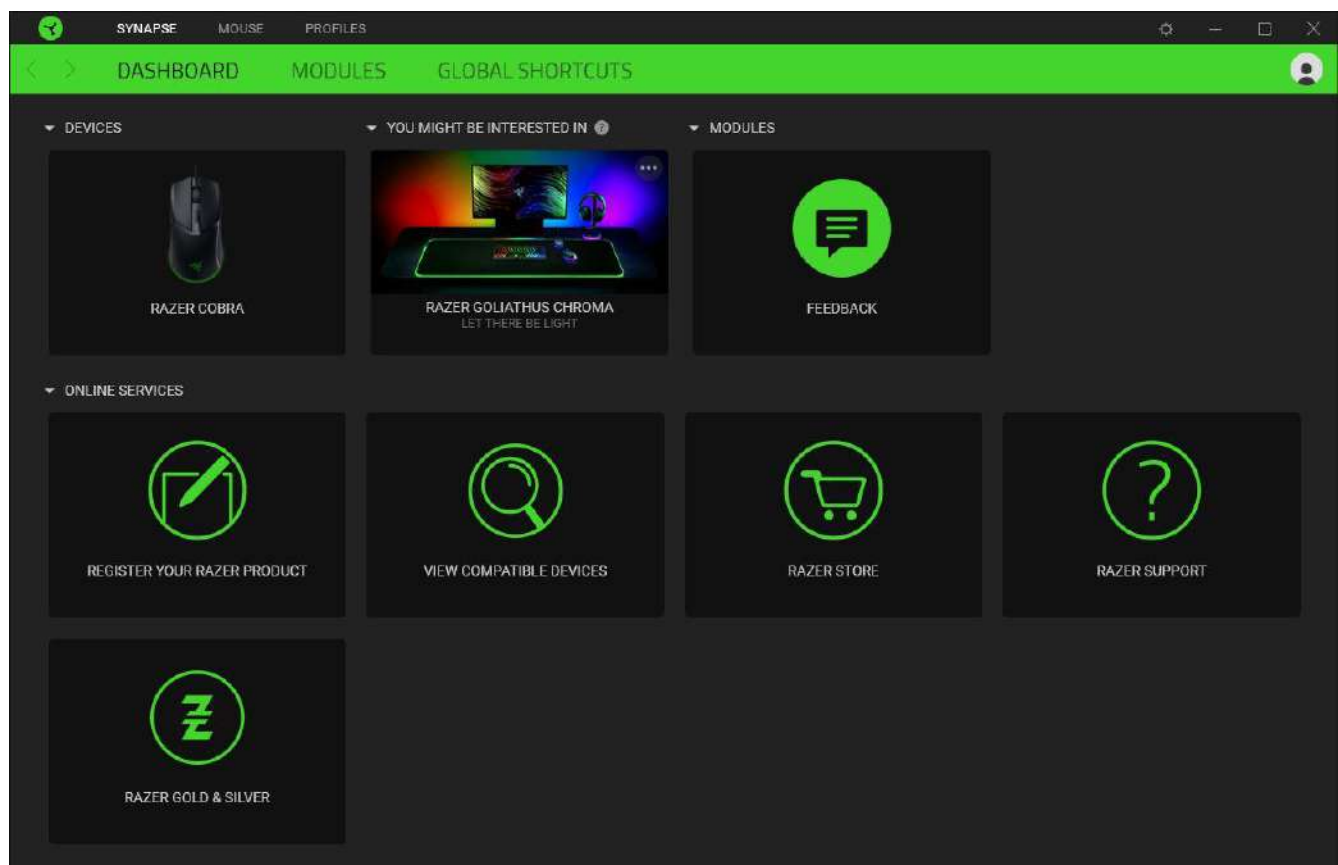 SYNAPSE MOUSE PROFILES
DASHBOARD MODULES GLOBAL SHORTCUTS
DEVICES
YOU MIGHT BE INTERESTED IN ?
MODULES
RAZER COBRA
RAZER GOLIATHUS CHROMA
LET THERE BE LIGHT
FEEDBACK
ONLINE SERVICES
REGISTER YOUR RAZER PRODUCT
VIEW COMPATIBLE DEVICES
RAZER STORE
RAZER SUPPORT
RAZER GOLD & SILVER